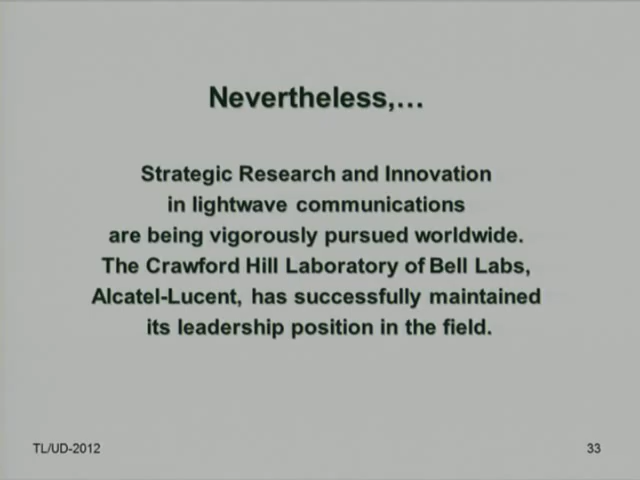 Nevertheless,…
Strategic Research and Innovation
in lightwave communications
are being vigorously pursued worldwide.
The Crawford Hill Laboratory of Bell Labs,
Alcatel-Lucent, has successfully maintained
its leadership position in the field.
TL/UD-2012
33